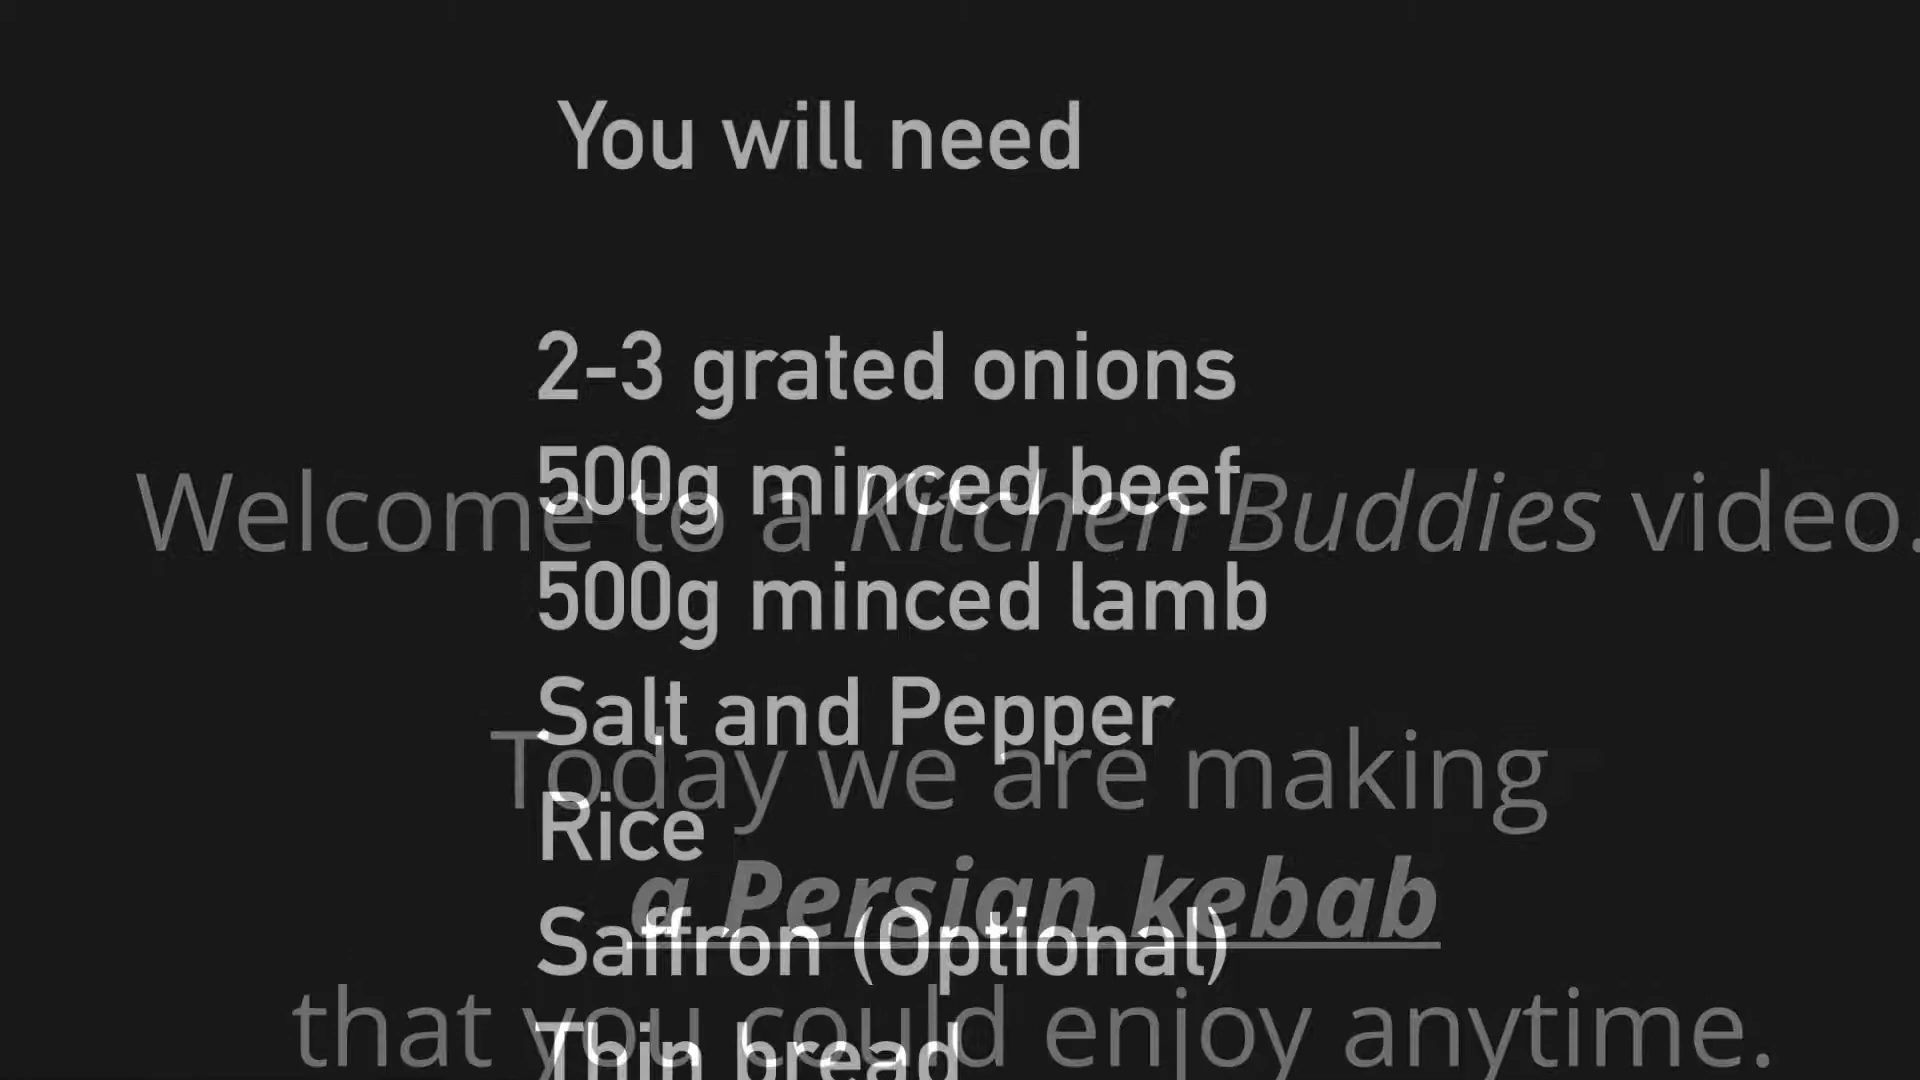 You will need
2-3 grated onions
500g minced beef
Welcome to a Kitchen Buddies video.
500g minced lamb
Salt and Pepper
Today we are making
Rice
a Persian kebab
Saffron (Optional)
that you could enjoy anytime.
Thin bread